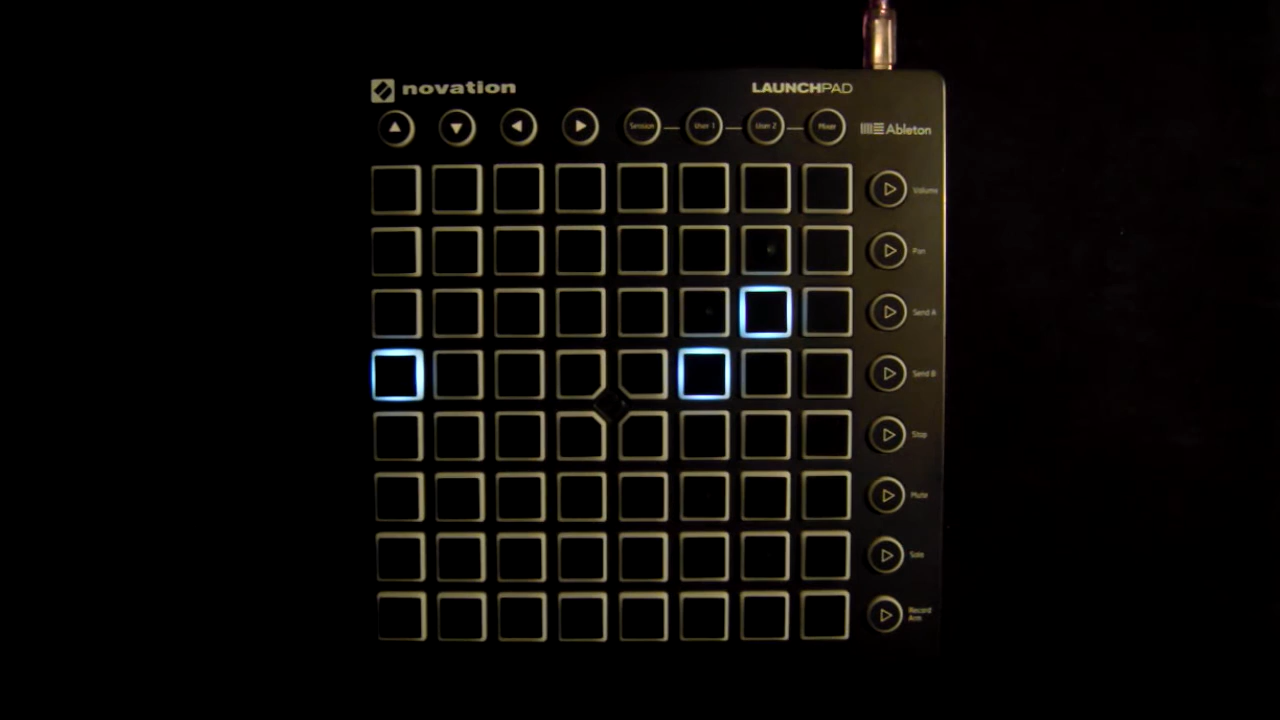 novation
LAUNCHPAD
Session
User 1
User 2
Mixer
Ableton
Volume
Pan
Send A
Send B
Stop
Mute
Solo
Record
Arm